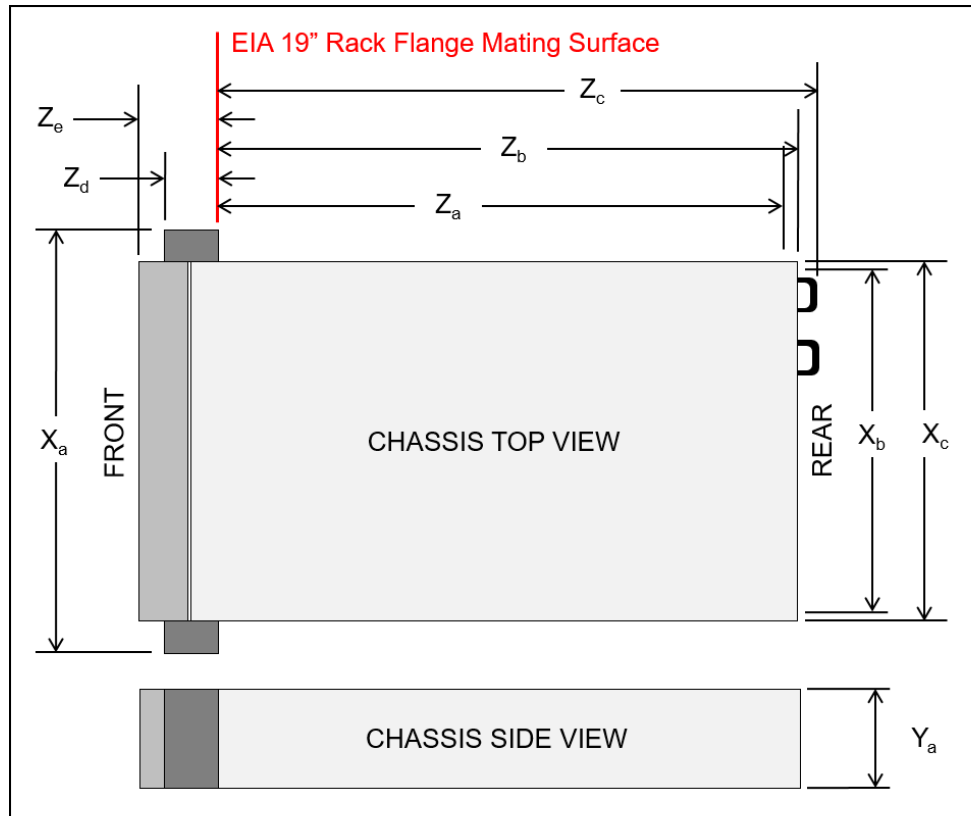 EIA 19” Rack Flange Mating Surface
Zc
Ze
Zb
Zd
Za
Xa
FRONT
CHASSIS TOP VIEW
REAR
Xb
Xc
CHASSIS SIDE VIEW
Ya